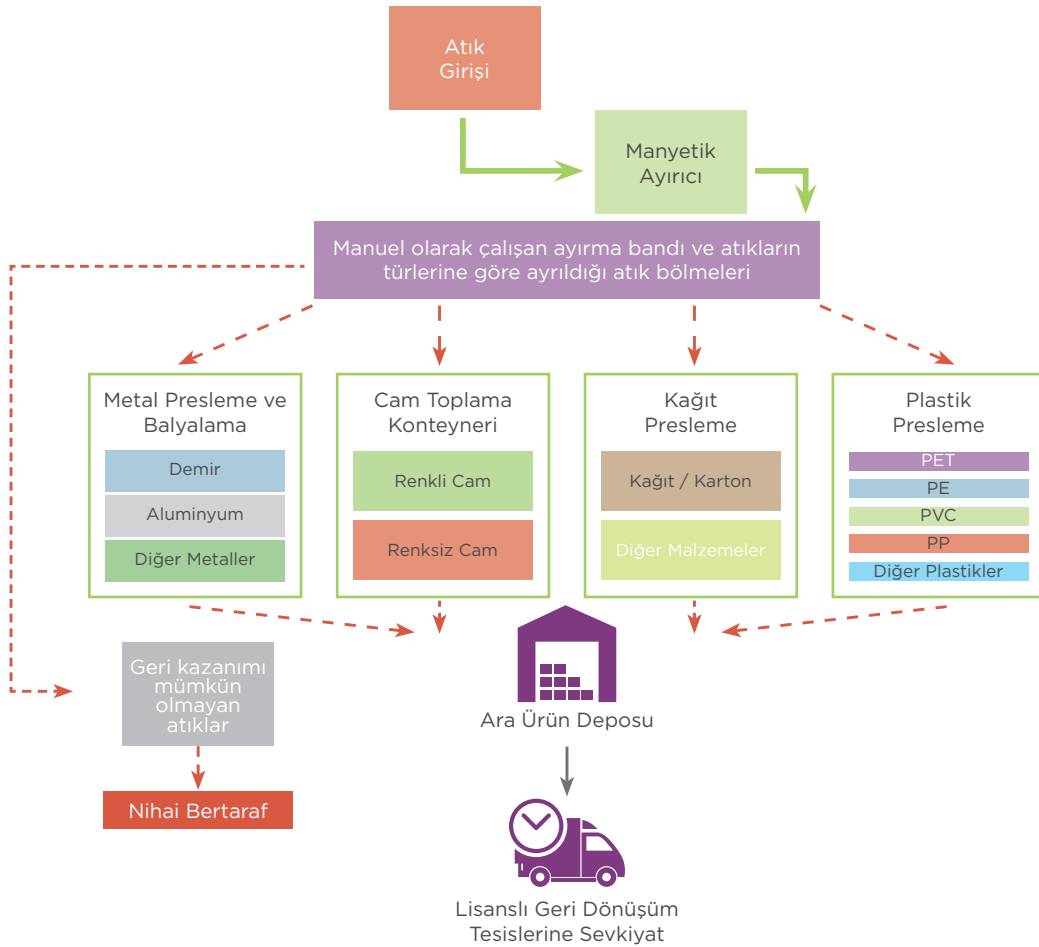 Atık
Girişi
Manyetik
Ayırıcı
Manuel olarak çalışan ayırma bandı ve atıkların
türlerine göre ayrıldığı atık bölmeleri
Metal Presleme ve
Balyalama
Demir
Aluminyum
Diğer Metaller
Cam Toplama
Konteyneri
Renkli Cam
Renksiz Cam
Kağıt
Presleme
Kağıt / Karton
Diğer Malzemeler
Plastik
Presleme
PET
PE
PVC
PP
Diğer Plastikler
Geri kazanımı
mümkün
olmayan
atıklar
Nihai Bertaraf
Ara Ürün Deposu
Lisanslı Geri Dönüşüm
Tesislerine Sevkiyat